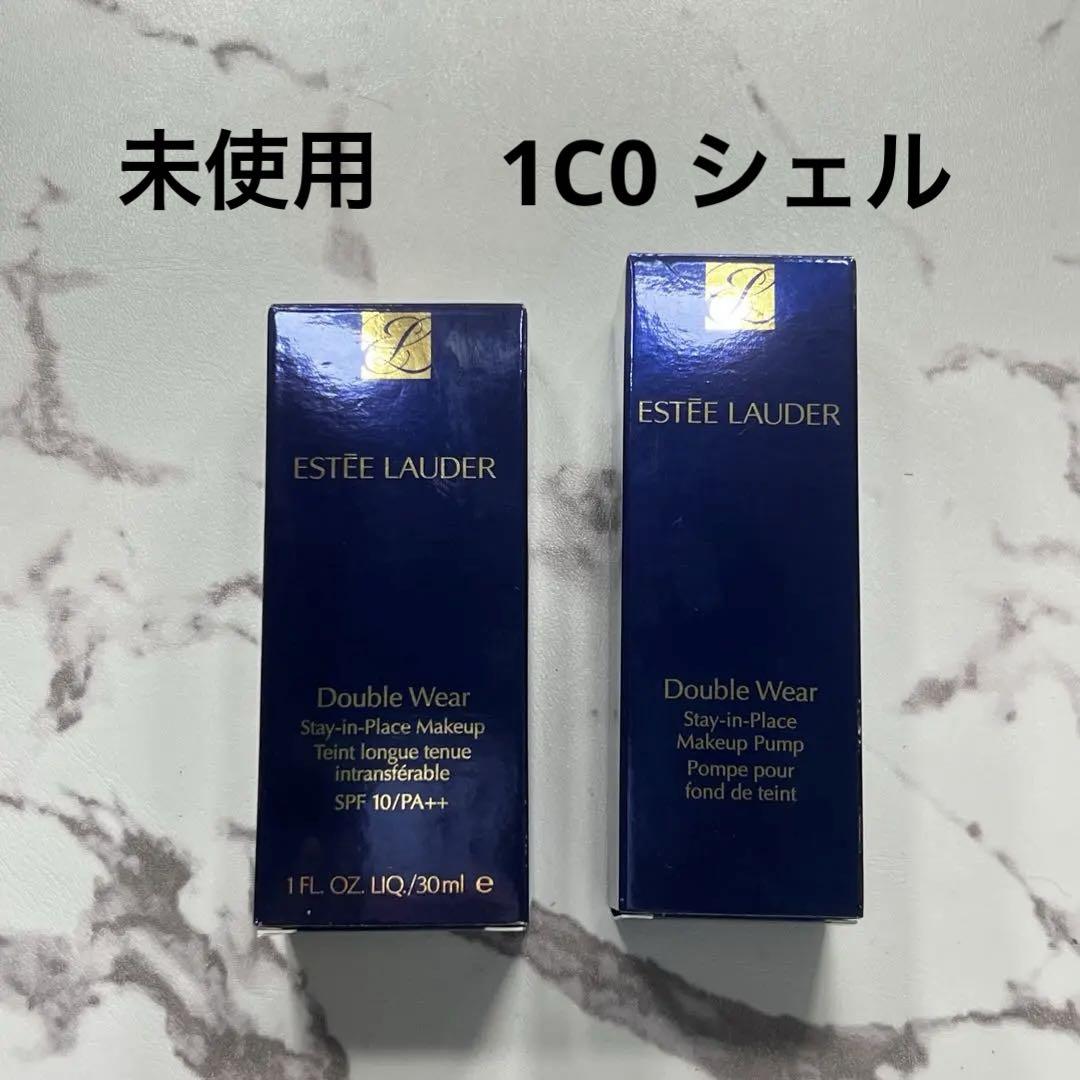 未使用 1C0 シェル
ESTĒE LAUDER
Double Wear
Stay-in-Place Makeup
Teint longue tenue
intransférable
SPF 10/PA++
1 FL. OZ. LIQ./30ml e
ESTĒE LAUDER
Double Wear
Stay-in-Place
Makeup Pump
Pompe pour
fond de teint